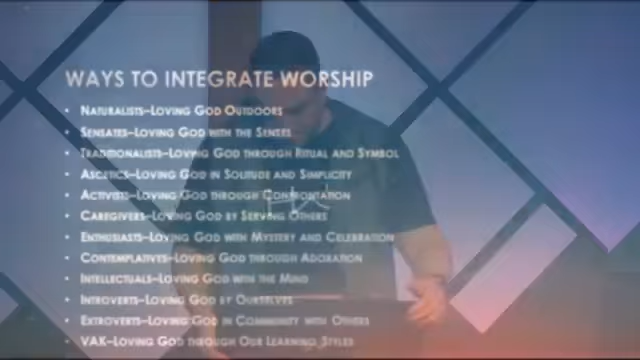 WAYS TO INTEGRATE WORSHIP
• NATURALISTS–LOVING GOD OUTDOORS
• SENSATES–LOVING GOD WITH THE SENSES
• TRADITIONALISTS–LOVING GOD THROUGH RITUAL AND SYMBOL
• ASCETICS–LOVING GOD IN SOLITUDE AND SIMPLICITY
• ACTIVISTS–LOVING GOD THROUGH CONFRONTATION
• CAREGIVERS–LOVING GOD BY SERVING OTHERS
• ENTHUSIASTS–LOVING GOD WITH MYSTERY AND CELEBRATION
• CONTEMPLATIVES–LOVING GOD THROUGH ADORATION
• INTELLECTUALS–LOVING GOD WITH THE MIND
• INTROVERTS–LOVING GOD BY OURSELVES
• EXTROVERTS–LOVING GOD IN COMMUNITY WITH OTHERS
• VAK–LOVING GOD THROUGH OUR LEARNING STYLES